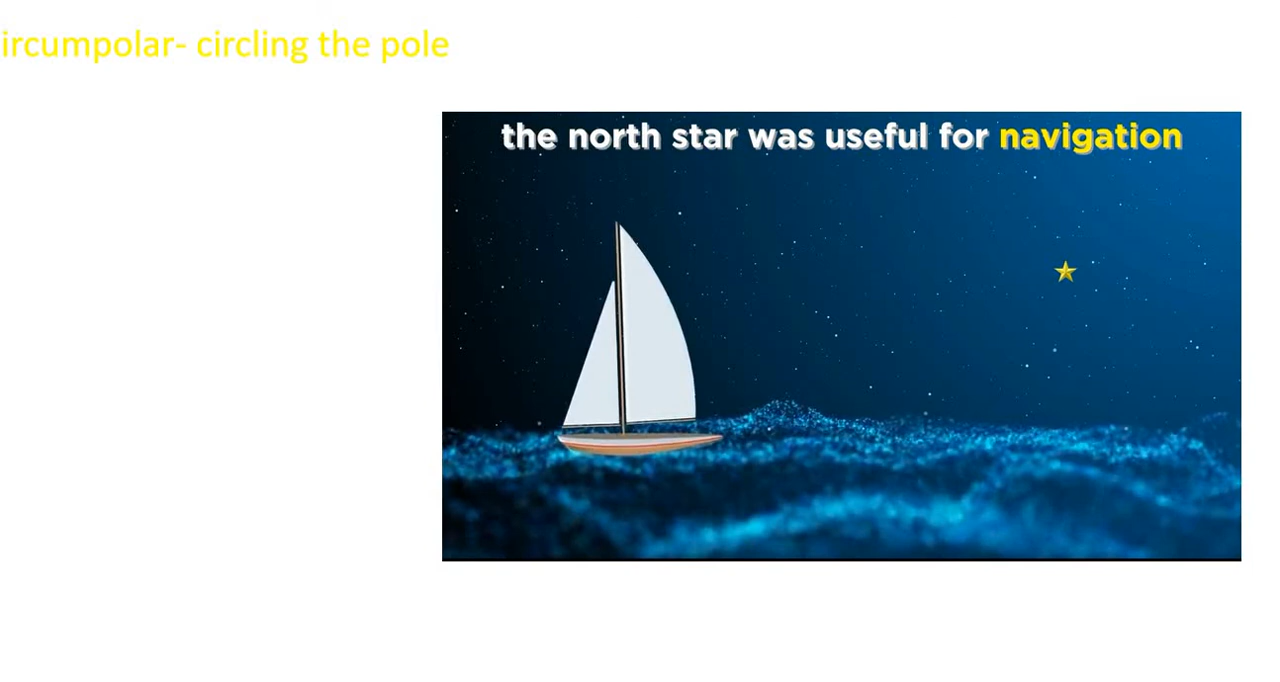 ircumpolar- circling the pole
the north star was useful for navigation